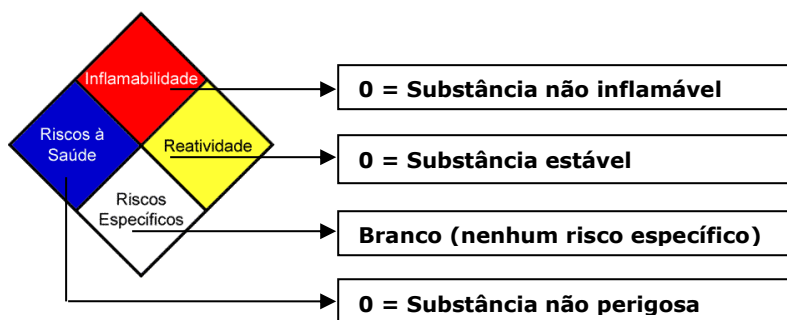 Inflamabilidade
Riscos à
Saúde
Reatividade
Riscos
Específicos
0 = Substância não inflamável
0 = Substância estável
Branco (nenhum risco específico)
0 = Substância não perigosa